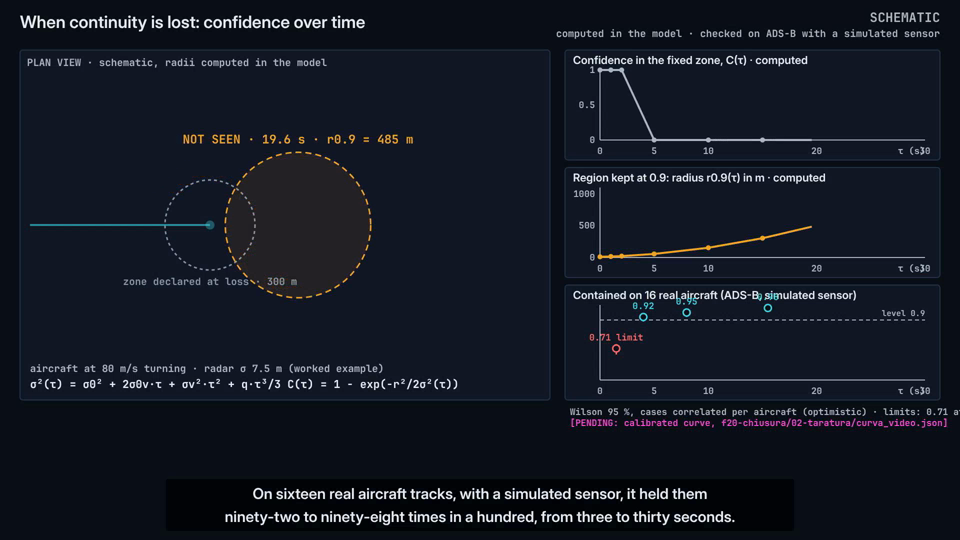 When continuity is lost: confidence over time
SCHEMATIC
computed in the model · checked on ADS-B with a simulated sensor
PLAN VIEW · schematic, radii computed in the model
NOT SEEN · 19.6 s · r0.9 = 485 m
zone declared at loss · 300 m
aircraft at 80 m/s turning · radar σ 7.5 m (worked example)
σ²(τ) = σ0² + 2σ0v·τ + σv²·τ² + q·τ³/3 C(τ) = 1 - exp(-r²/2σ²(τ))
Confidence in the fixed zone, C(τ) · computed
1
0.5
0
0 5 10 20 τ (s) 30
Region kept at 0.9: radius r0.9(τ) in m · computed
1000
500
0
0 5 10 20 τ (s) 30
Contained on 16 real aircraft (ADS-B, simulated sensor)
0.92 0.95
level 0.9
0.71 limit
0 5 10 20 τ (s) 30
Wilson 95 %, cases correlated per aircraft (optimistic) · limits: 0.71
[PENDING: calibrated curve, f20-chiusura/02-taratura/curva_video.json]
On sixteen real aircraft tracks, with a simulated sensor, it held them
ninety-two to ninety-eight times in a hundred, from three to thirty seconds.